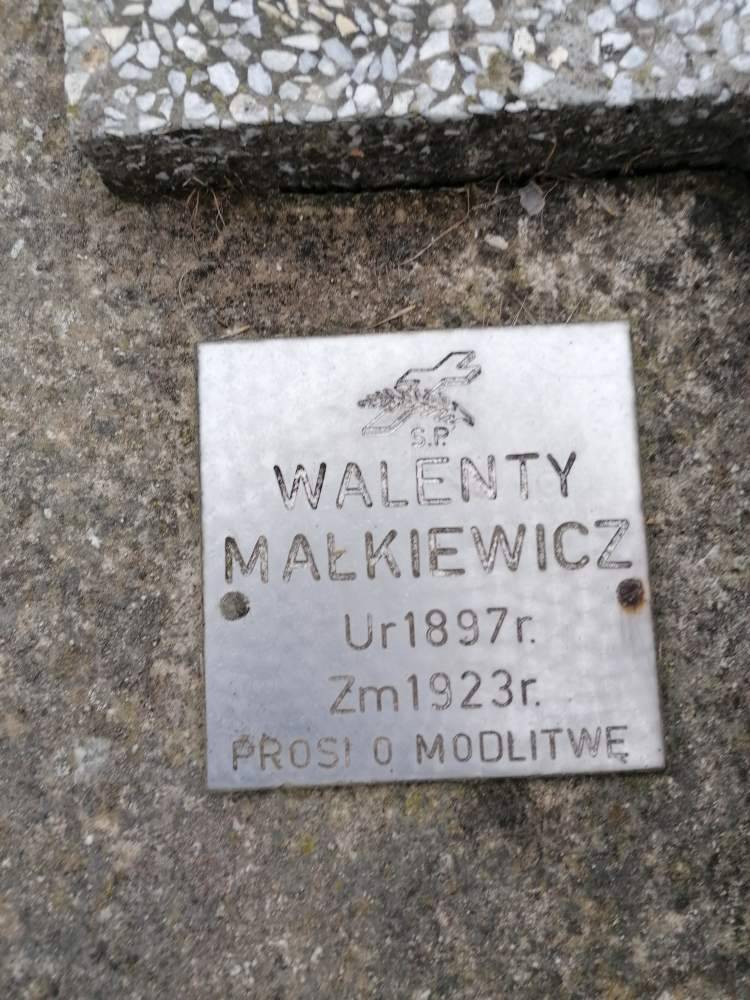 Ś.P.
WALENTY
MAŁKIEWICZ
Ur1897r.
Zm1923r.
PROSI O MODLITWĘ